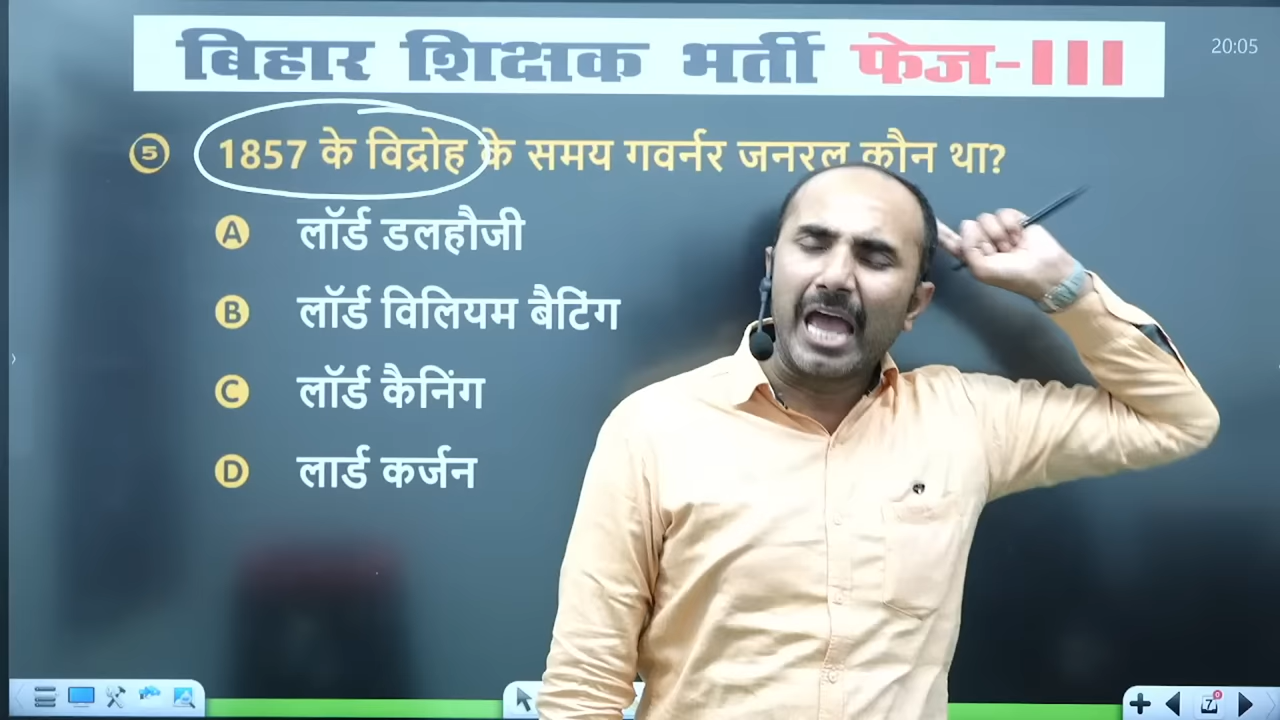 बिहार शिक्षक भर्ती फेज-III
20:05
5 1857 के विद्रोह के समय गवर्नर जनरल कौन था?
A लॉर्ड डलहौजी
B लॉर्ड विलियम बैटिंग
C लॉर्ड कैनिंग
D लार्ड कर्जन